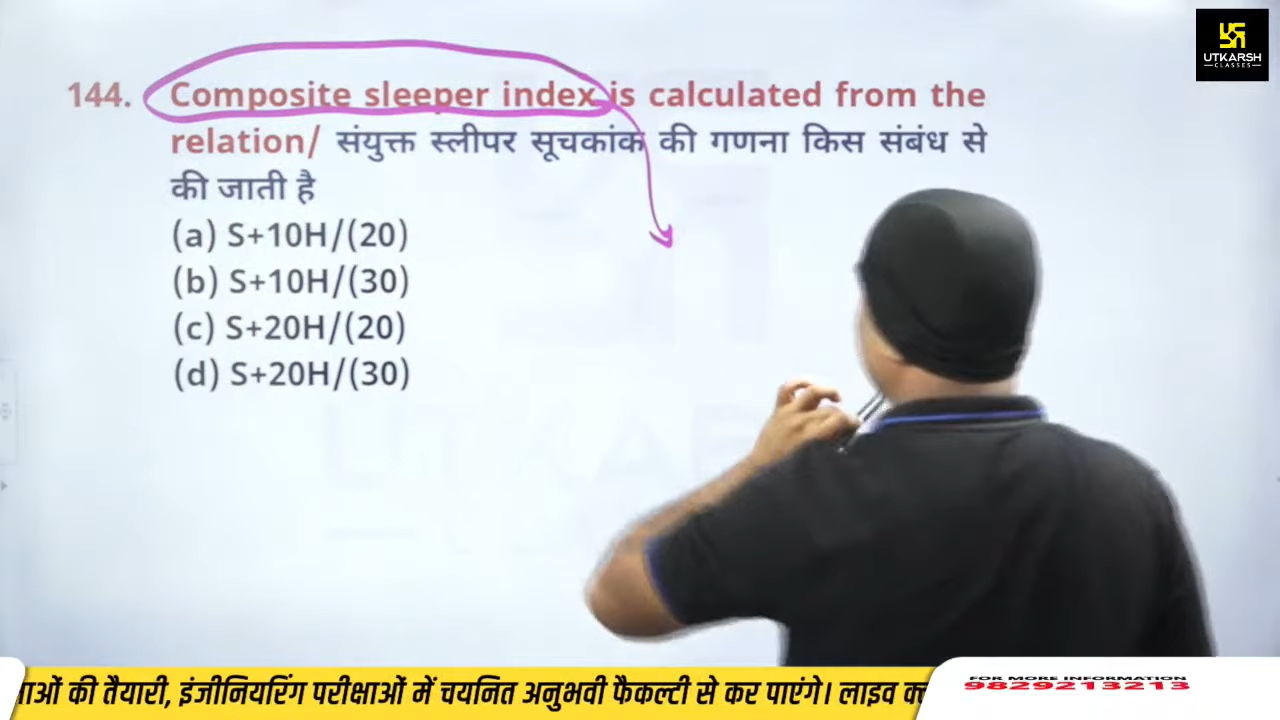 UTKARSH
CLASSES
144. Composite sleeper index is calculated from the
relation/ संयुक्त स्लीपर सूचकांक की गणना किस संबंध से
की जाती है
(a) S+10H/(20)
(b) S+10H/(30)
(c) S+20H/(20)
(d) S+20H/(30)
की तैयारी, इंजीनियरिंग परीक्षाओं में चयनित अनुभवी फैकल्टी से कर पाएंगे। लाइव
FOR MORE INFORMATION
9829213213